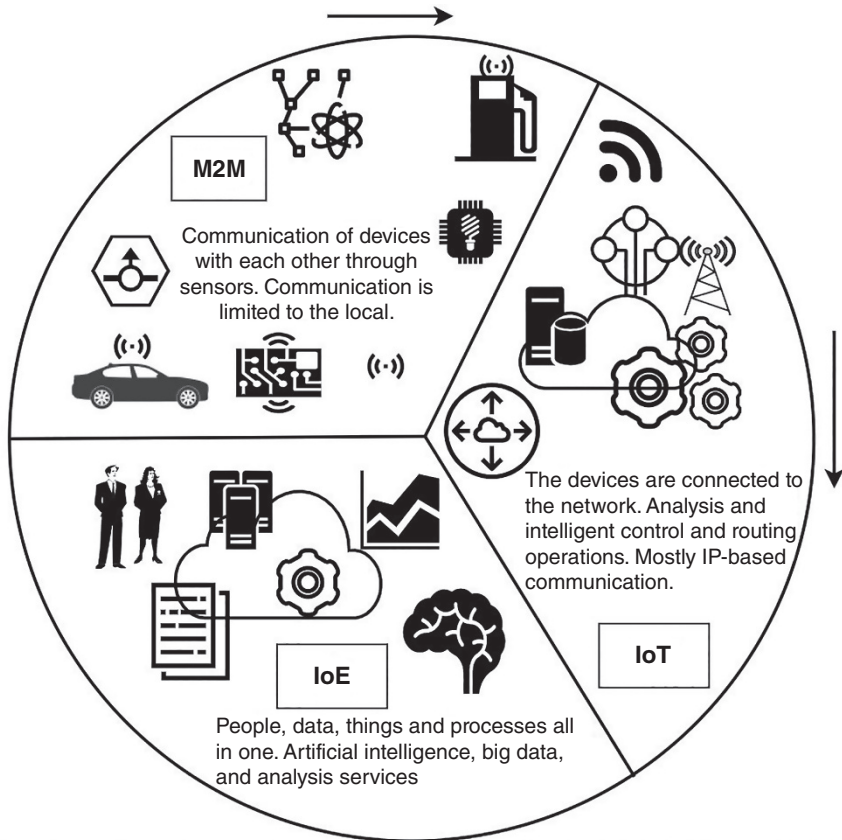 M2M
Communication of devices
with each other through
sensors. Communication is
limited to the local.
The devices are connected to
the network. Analysis and
intelligent control and routing
operations. Mostly IP-based
communication.
IoT
IoE
People, data, things and processes all
in one. Artificial intelligence, big data,
and analysis services